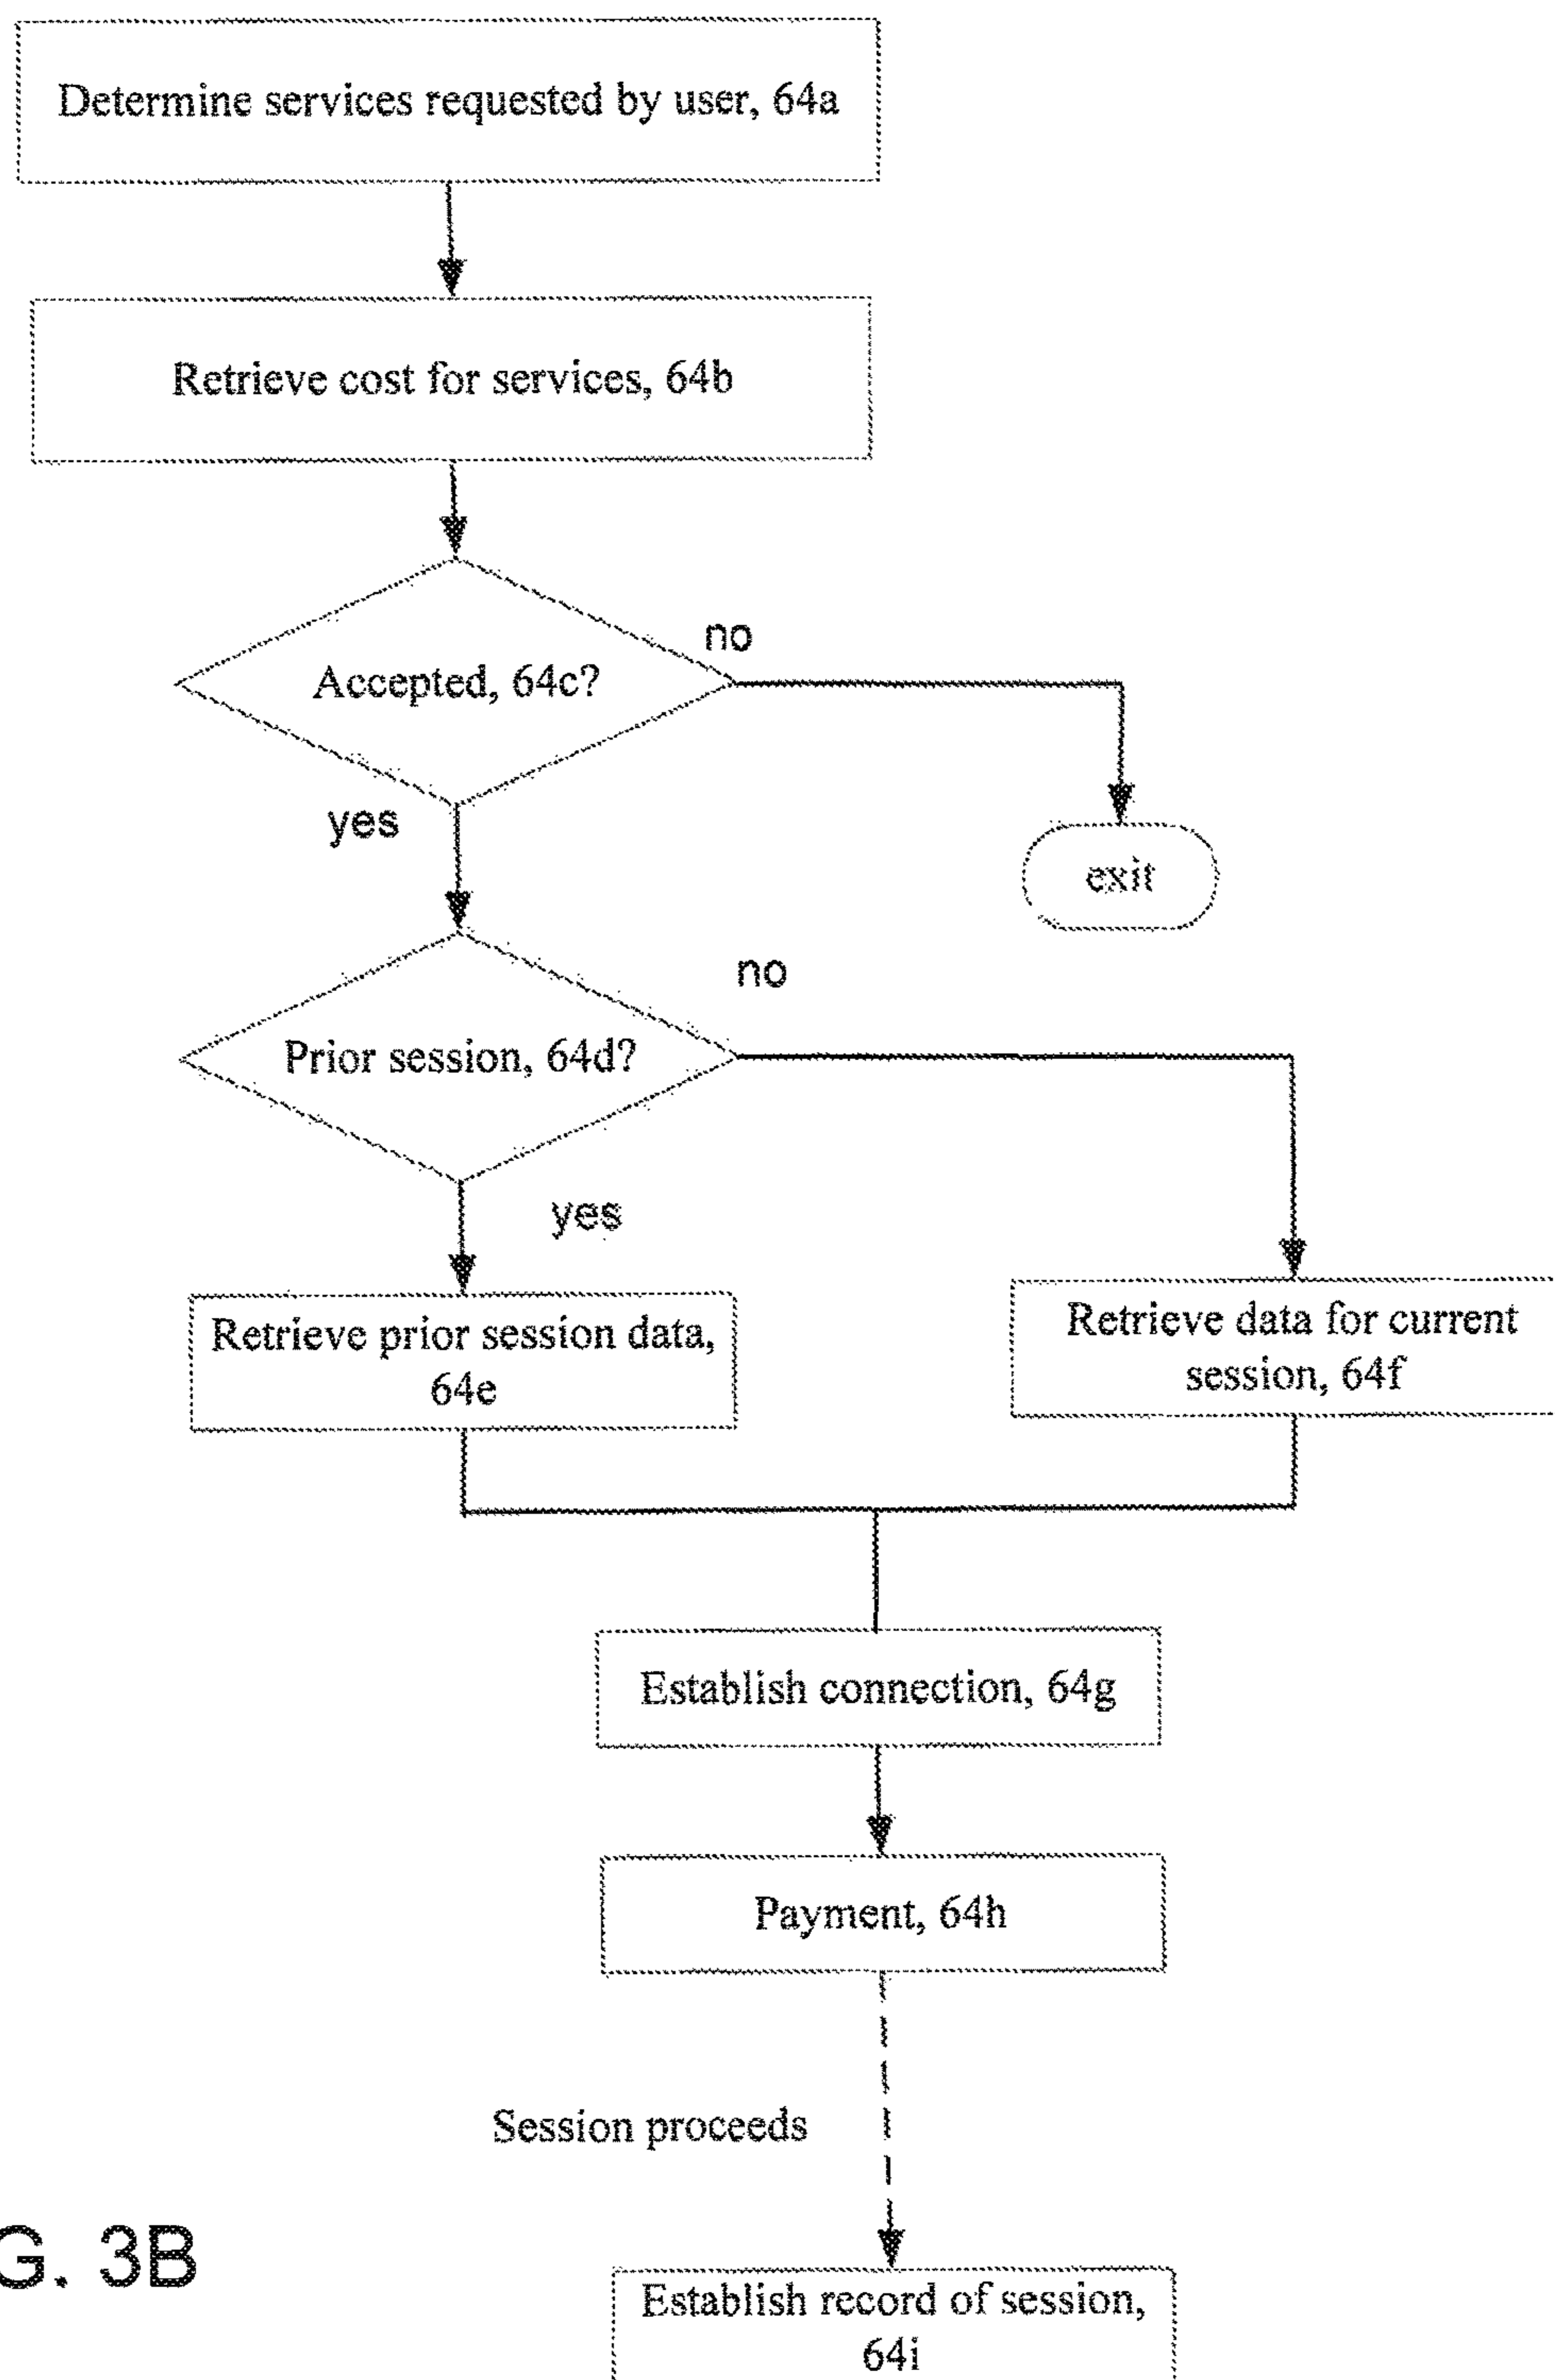 Determine services requested by user, 64a
Retrieve cost for services, 64b
no
Accepted, 64c?
yes
exit
no
Prior session, 64d?
yes
Retrieve prior session data,
64e
Retrieve data for current
session, 64f
Establish connection, 64g
Payment, 64h
Session proceeds
G. 3B
Establish record of session,
64i